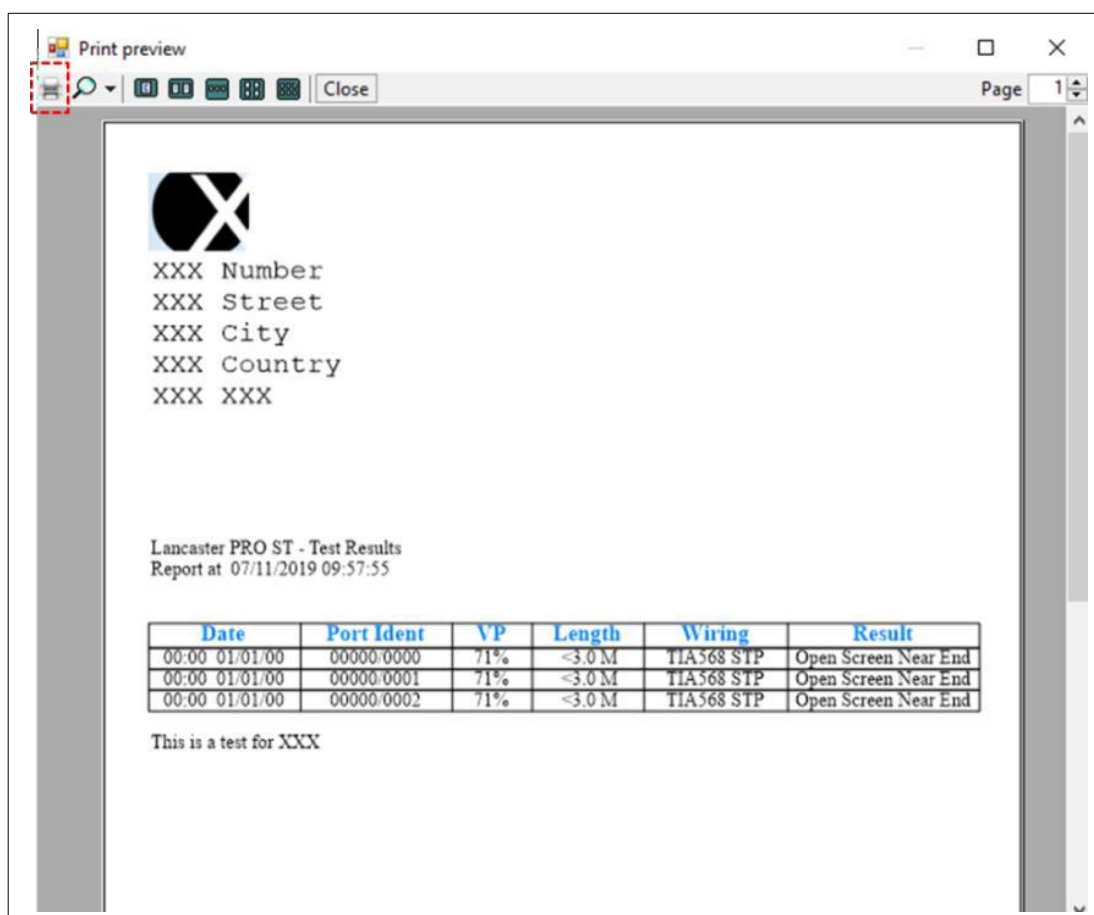 Print preview
Close Page 1
XXX Number
XXX Street
XXX City
XXX Country
XXX XXX
Lancaster PRO ST - Test Results
Report at 07/11/2019 09:57:55
Date Port Ident VP Length Wiring Result
00:00 01/01/00 00000/0000 71% <3.0 M TIA568 STP Open Screen Near End
00:00 01/01/00 00000/0001 71% <3.0 M TIA568 STP Open Screen Near End
00:00 01/01/00 00000/0002 71% <3.0 M TIA568 STP Open Screen Near End
This is a test for XXX